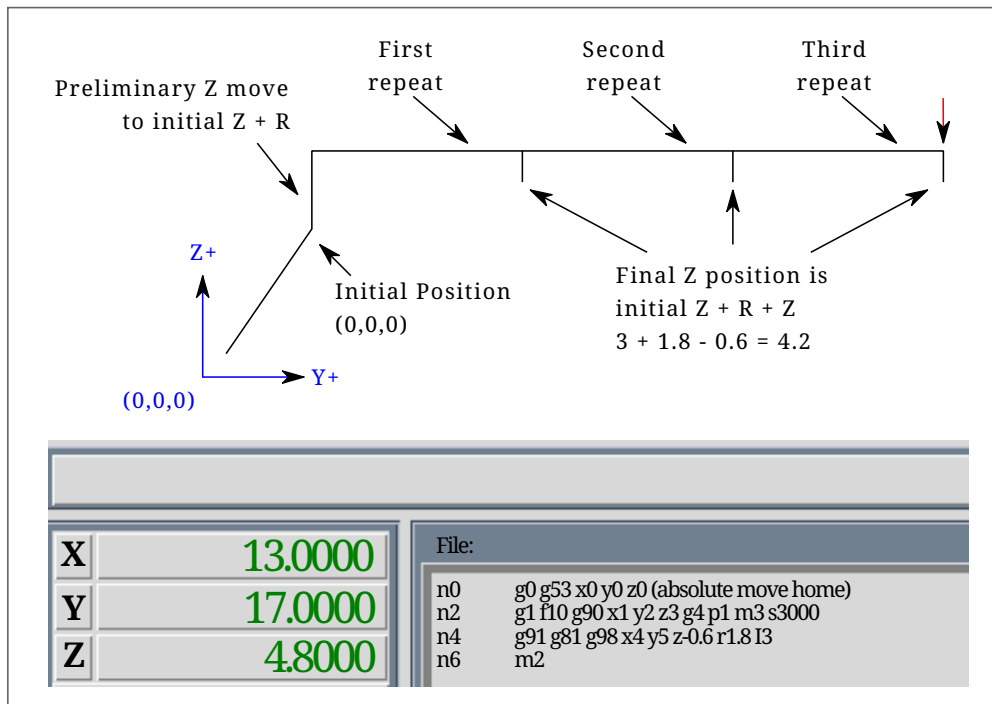 First
repeat
Second
repeat
Third
repeat
Preliminary Z move
to initial Z + R
Z+
Initial Position
(0,0,0)
Final Z position is
initial Z + R + Z
3 + 1.8 - 0.6 = 4.2
Y+
(0,0,0)
X 13.0000
Y 17.0000
Z 4.8000
File:
n0 g0 g53 x0 y0 z0 (absolute move home)
n2 g1 f10 g90 x1 y2 z3 g4 p1 m3 s3000
n4 g91 g81 g98 x4 y5 z-0.6 r1.8 I3
n6 m2